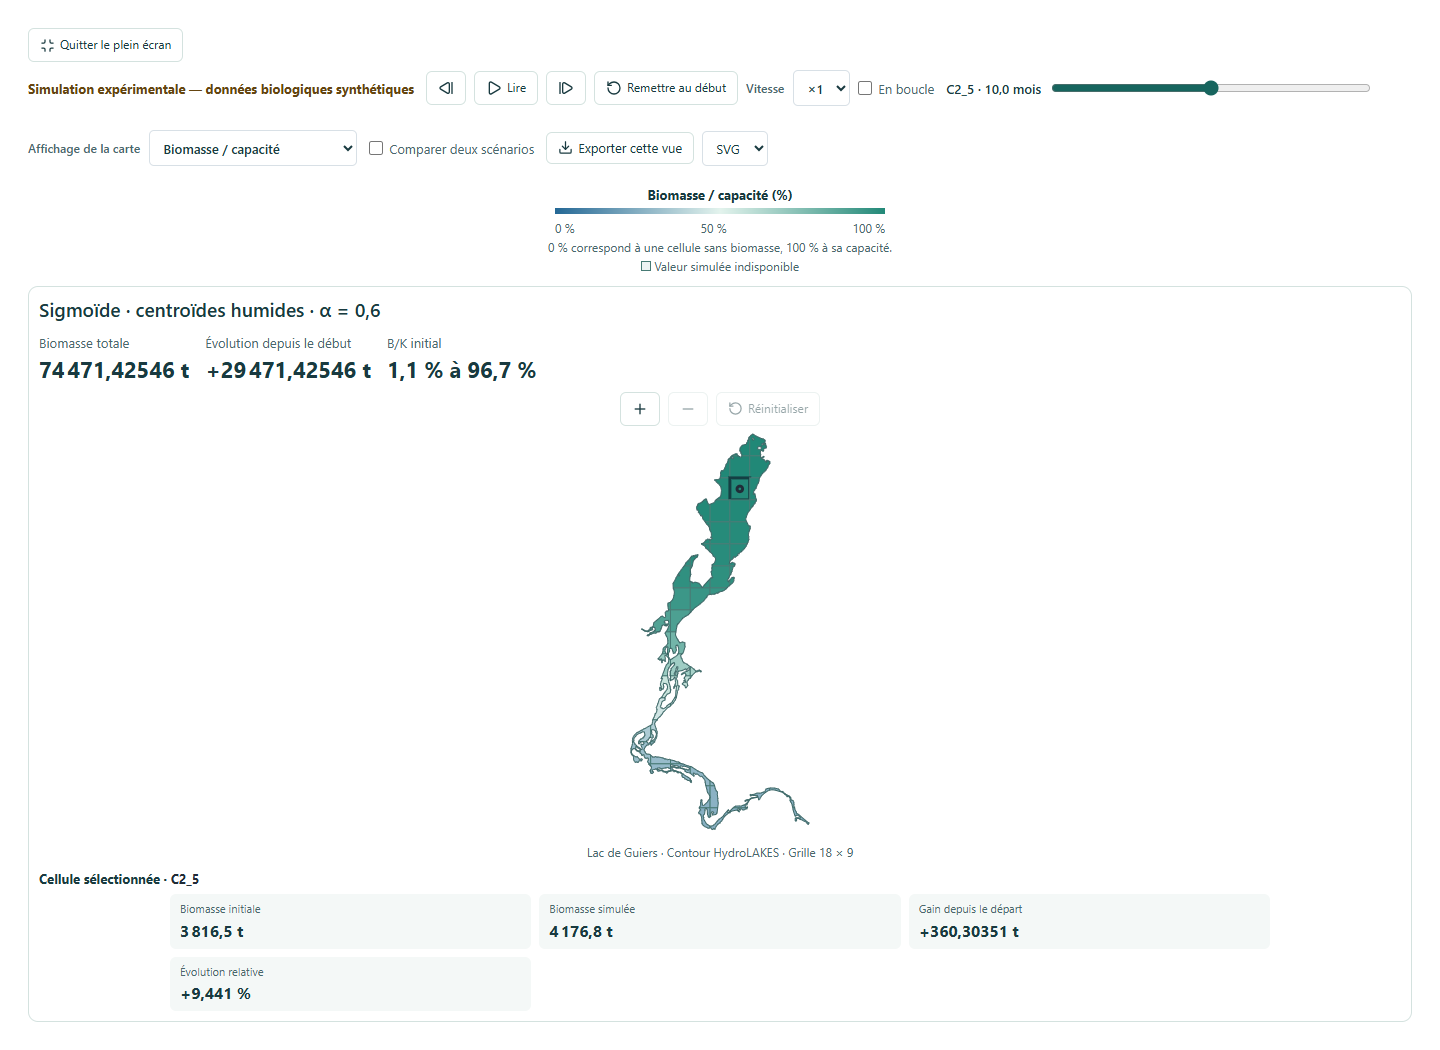 Quitter le plein écran
Simulation expérimentale — données biologiques synthétiques
Lire
Remettre au début
Vitesse
×1
En boucle
C2_5 · 10,0 mois
Affichage de la carte
Biomasse / capacité
Comparer deux scénarios
Exporter cette vue
SVG
Biomasse / capacité (%)
0 % 50 % 100 %
0 % correspond à une cellule sans biomasse, 100 % à sa capacité.
Valeur simulée indisponible
Sigmoïde · centroïdes humides · α = 0,6
Biomasse totale Évolution depuis le début B/K initial
74 471,42546 t +29 471,42546 t 1,1 % à 96,7 %
+ − Réinitialiser
Lac de Guiers · Contour HydroLAKES · Grille 18 × 9
Cellule sélectionnée · C2_5
Biomasse initiale Biomasse simulée Gain depuis le départ
3 816,5 t 4 176,8 t +360,30351 t
Évolution relative
+9,441 %